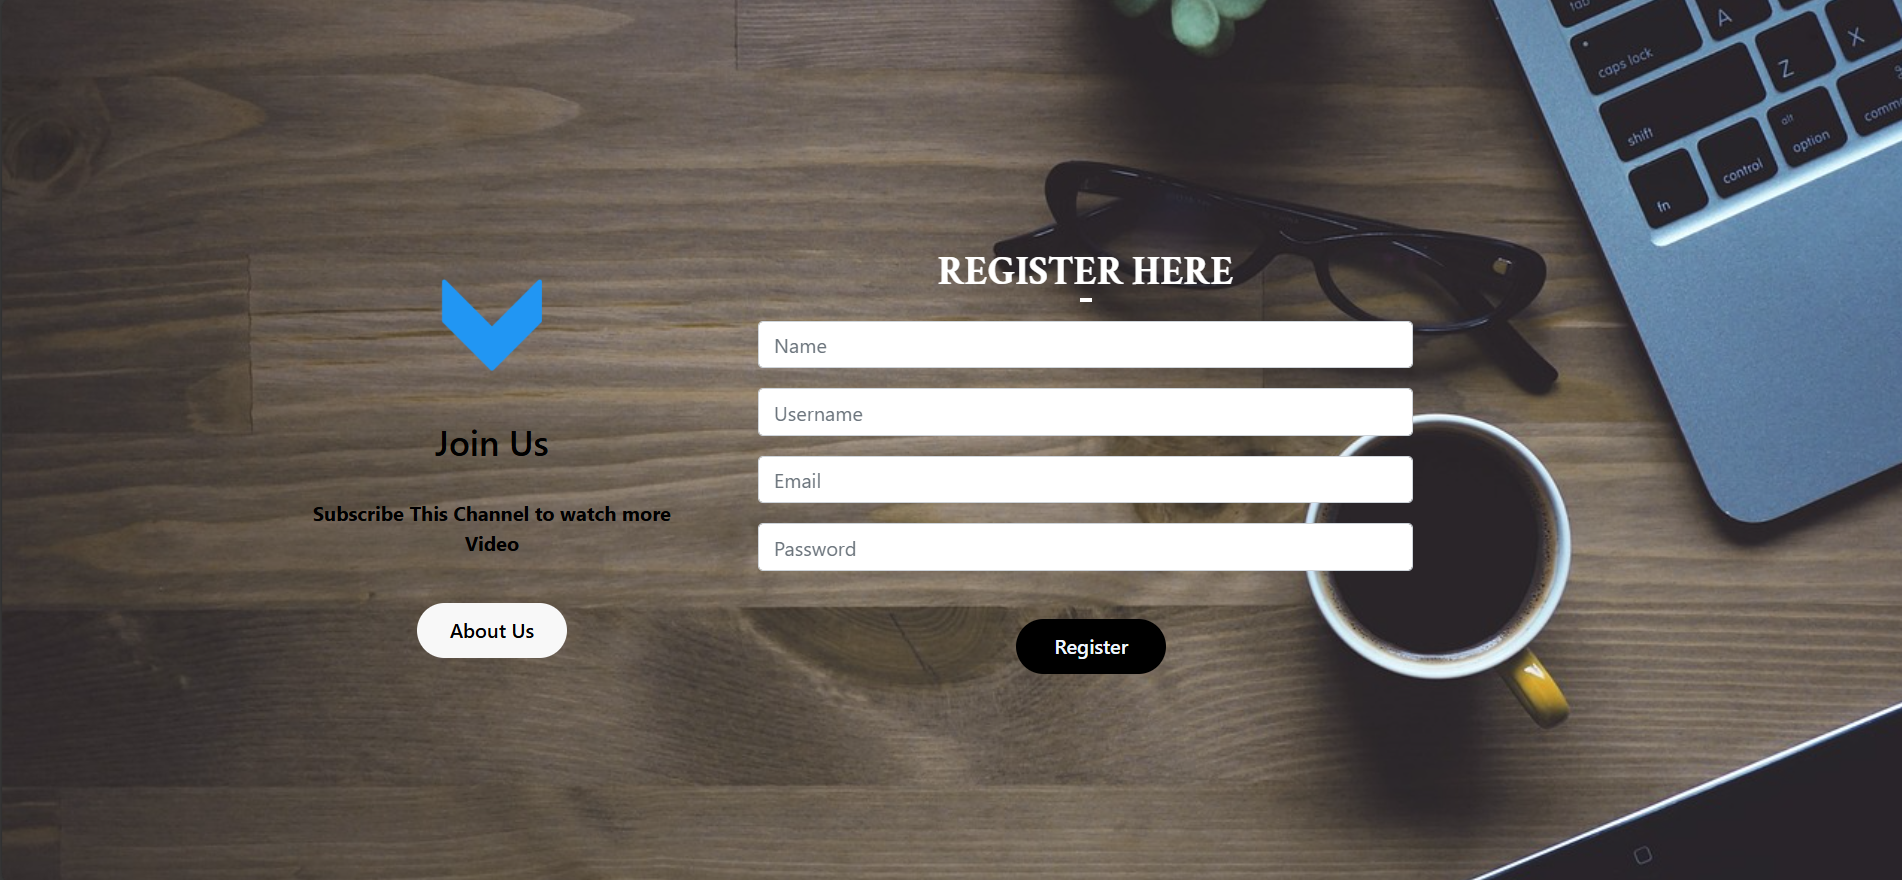 tab
A
caps lock
Z
X
shift
alt
option
control
fn
REGISTER HERE
Name
Username
Join Us
Email
Subscribe This Channel to watch more
Video
Password
About Us
Register